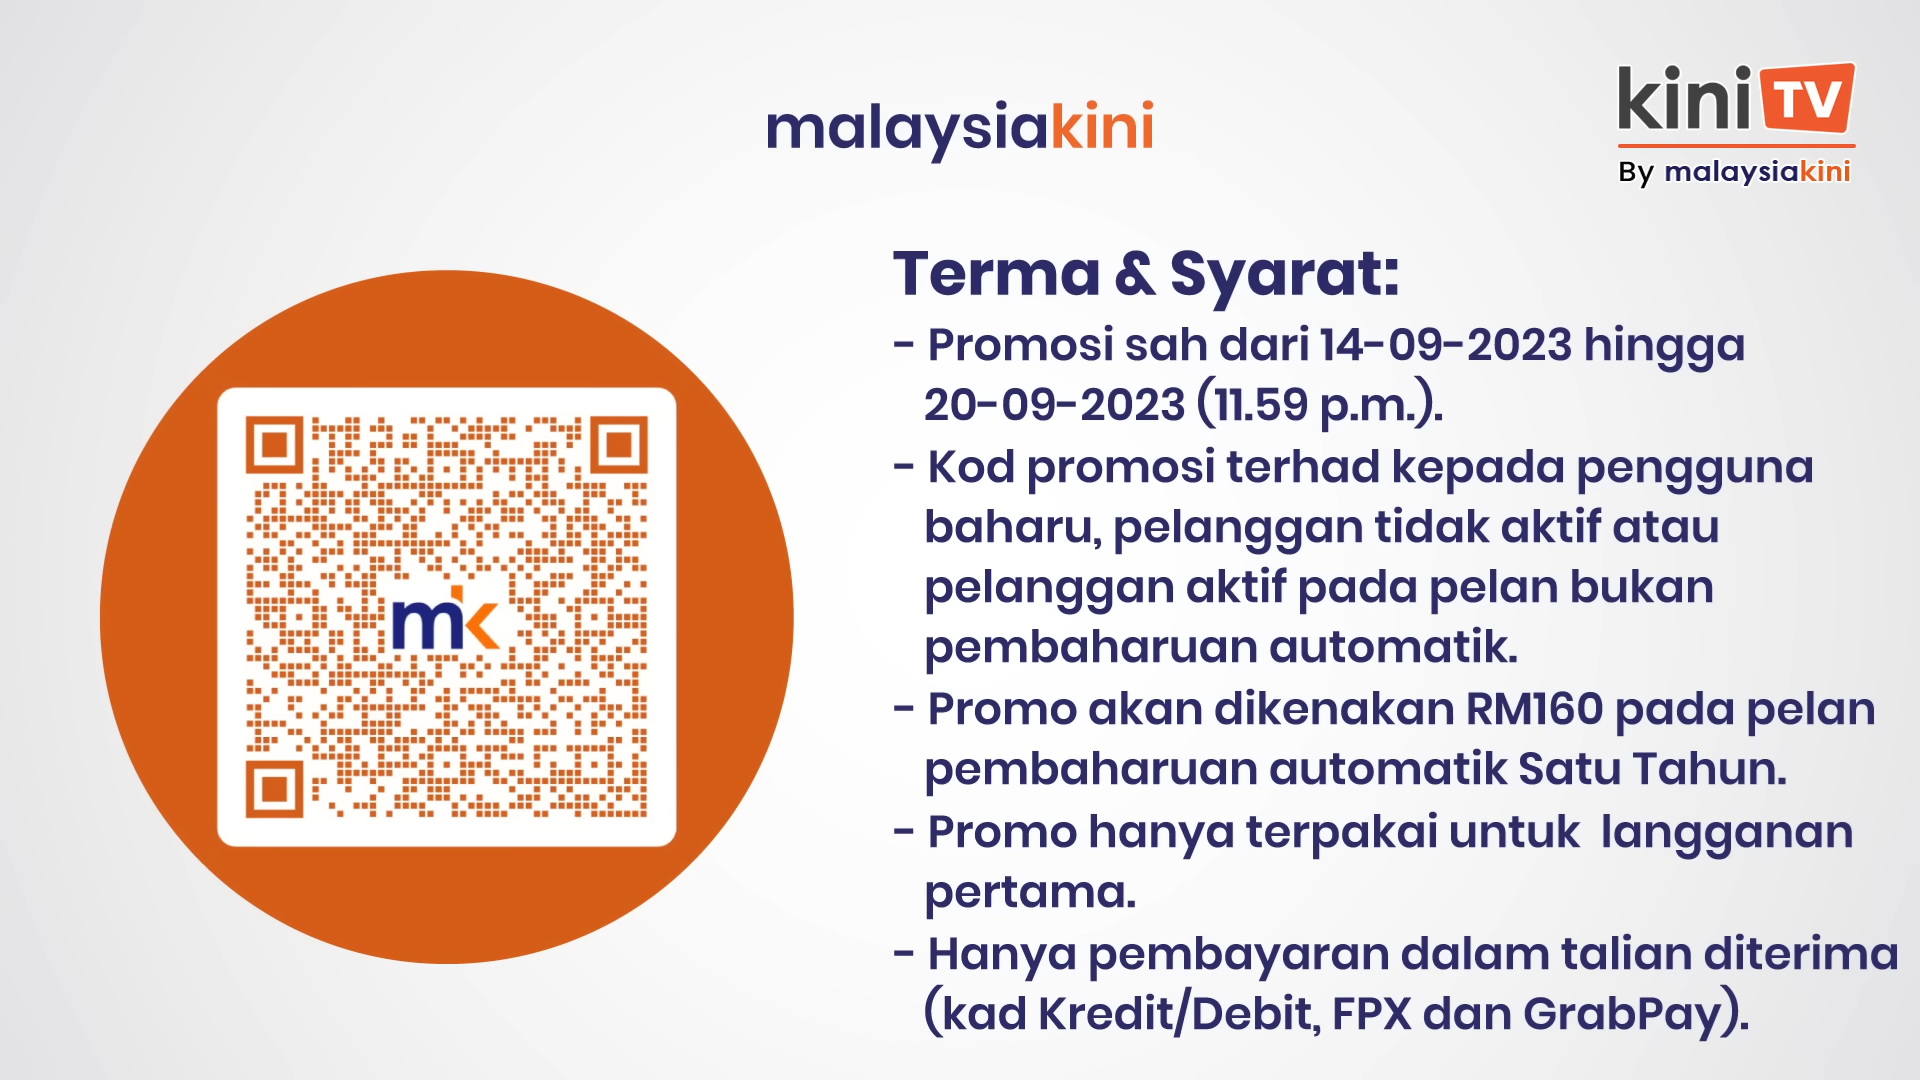 malaysiakini
kini TV
By malaysiakini
Terma & Syarat:
- Promosi sah dari 14-09-2023 hingga
20-09-2023 (11.59 p.m.).
- Kod promosi terhad kepada pengguna
baharu, pelanggan tidak aktif atau
pelanggan aktif pada pelan bukan
pembaharuan automatik.
- Promo akan dikenakan RM160 pada pelan
pembaharuan automatik Satu Tahun.
- Promo hanya terpakai untuk  langganan
pertama.
- Hanya pembayaran dalam talian diterima
(kad Kredit/Debit, FPX dan GrabPay).
mk